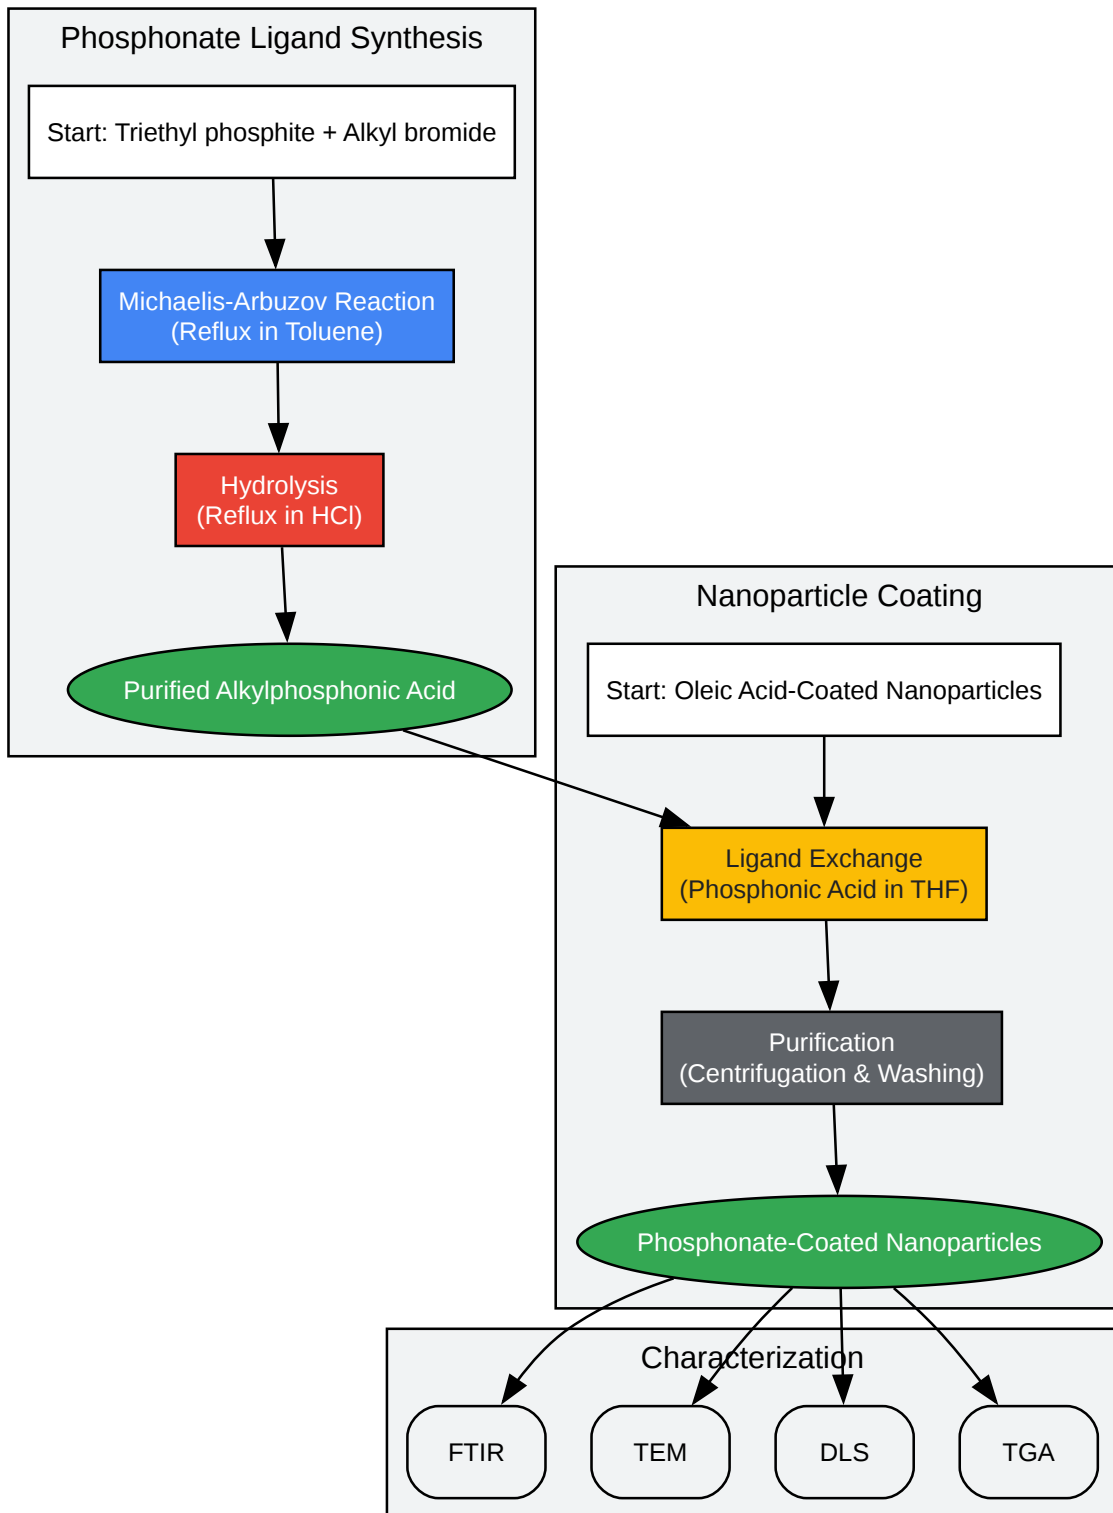 Phosphonate Ligand Synthesis
Start: Triethyl phosphite + Alkyl bromide
Michaelis-Arbuzov Reaction
(Reflux in Toluene)
Hydrolysis
(Reflux in HCl)
Purified Alkylphosphonic Acid
Nanoparticle Coating
Start: Oleic Acid-Coated Nanoparticles
Ligand Exchange
(Phosphonic Acid in THF)
Purification
(Centrifugation & Washing)
Phosphonate-Coated Nanoparticles
Characterization
FTIR
TEM
DLS
TGA